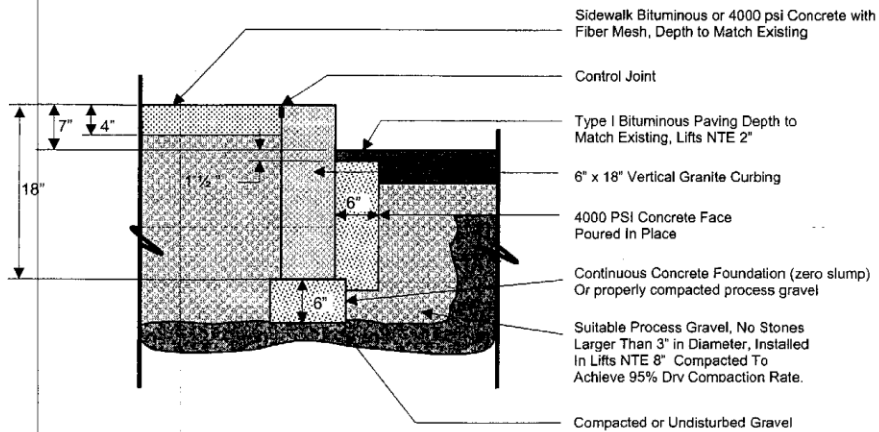 Sidewalk Bituminous or 4000 psi Concrete with
Fiber Mesh, Depth to Match Existing
Control Joint
7"
4"
Type I Bituminous Paving Depth to
Match Existing, Lifts NTE 2"
1 ½"
6" x 18" Vertical Granite Curbing
18"
6"
4000 PSI Concrete Face
Poured In Place
Continuous Concrete Foundation (zero slump)
Or properly compacted process gravel
6"
Suitable Process Gravel, No Stones
Larger Than 3" in Diameter, Installed
In Lifts NTE 8" Compacted To
Achieve 95% Dry Compaction Rate.
Compacted or Undisturbed Gravel